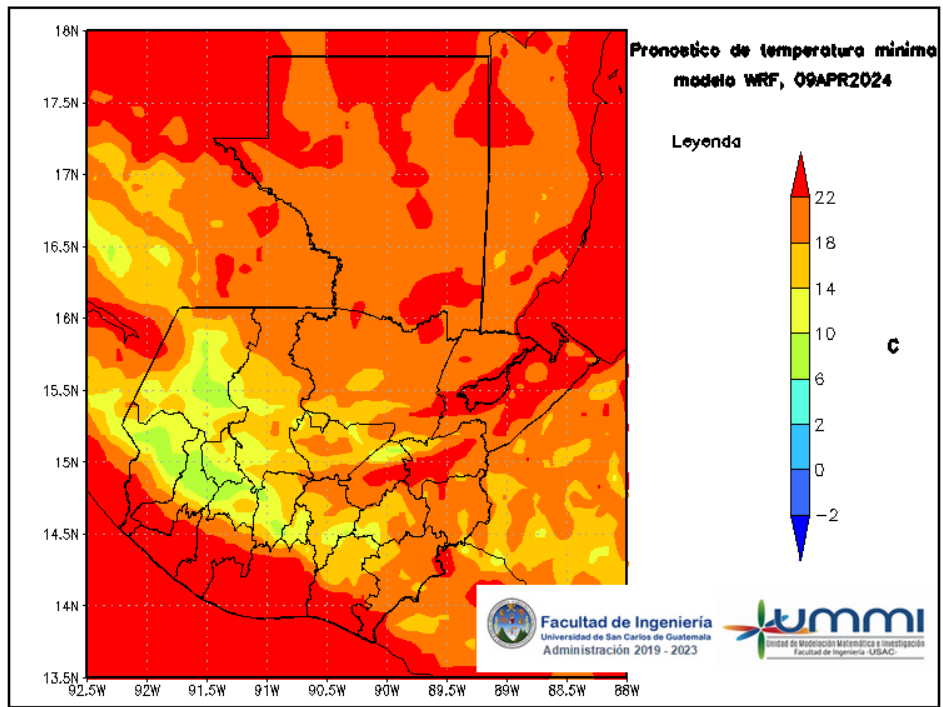 Pronostico de temperatura minima
modelo WRF, 09APR2024
Leyenda
22
18
14
10
6
2
0
−2
C
18N
17.5N
17N
16.5N
16N
15.5N
15N
14.5N
14N
13.5N
92.5W 92W 91.5W 91W 90.5W 90W 89.5W 89W 88.5W 88W
Facultad de Ingeniería
Universidad de San Carlos de Guatemala
Administración 2019 - 2023
UMMI
Unidad de Modelación Matemática e Investigación
Facultad de Ingeniería -USAC-